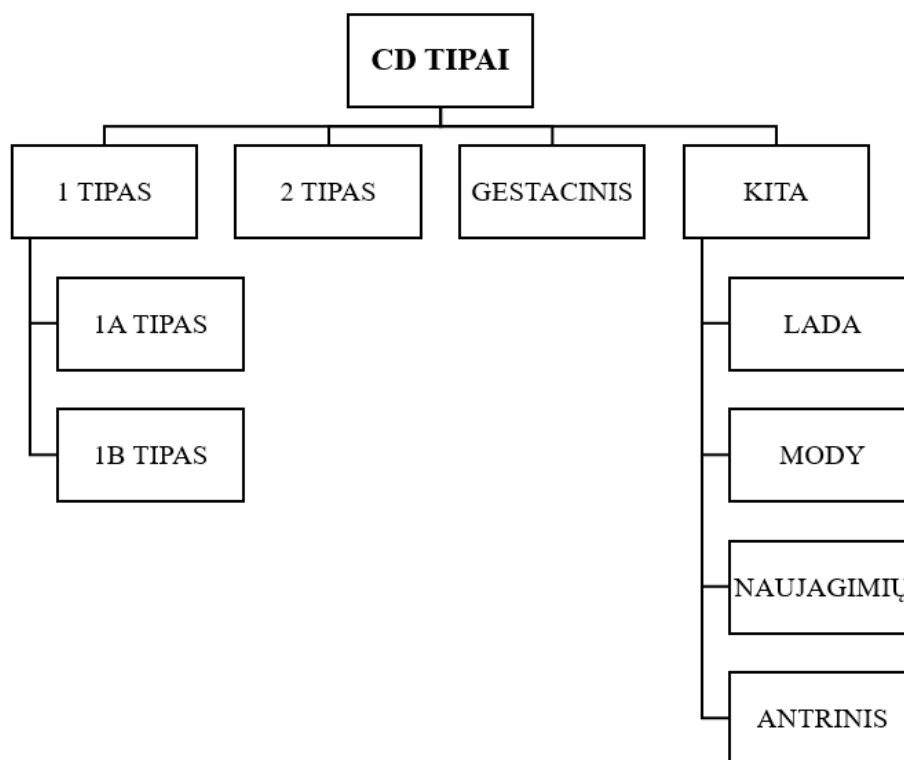 CD TIPAI
1 TIPAS
2 TIPAS
GESTACINIS
KITA
1A TIPAS
1B TIPAS
LADA
MODY
NAUJAGIMIŲ
ANTRINIS